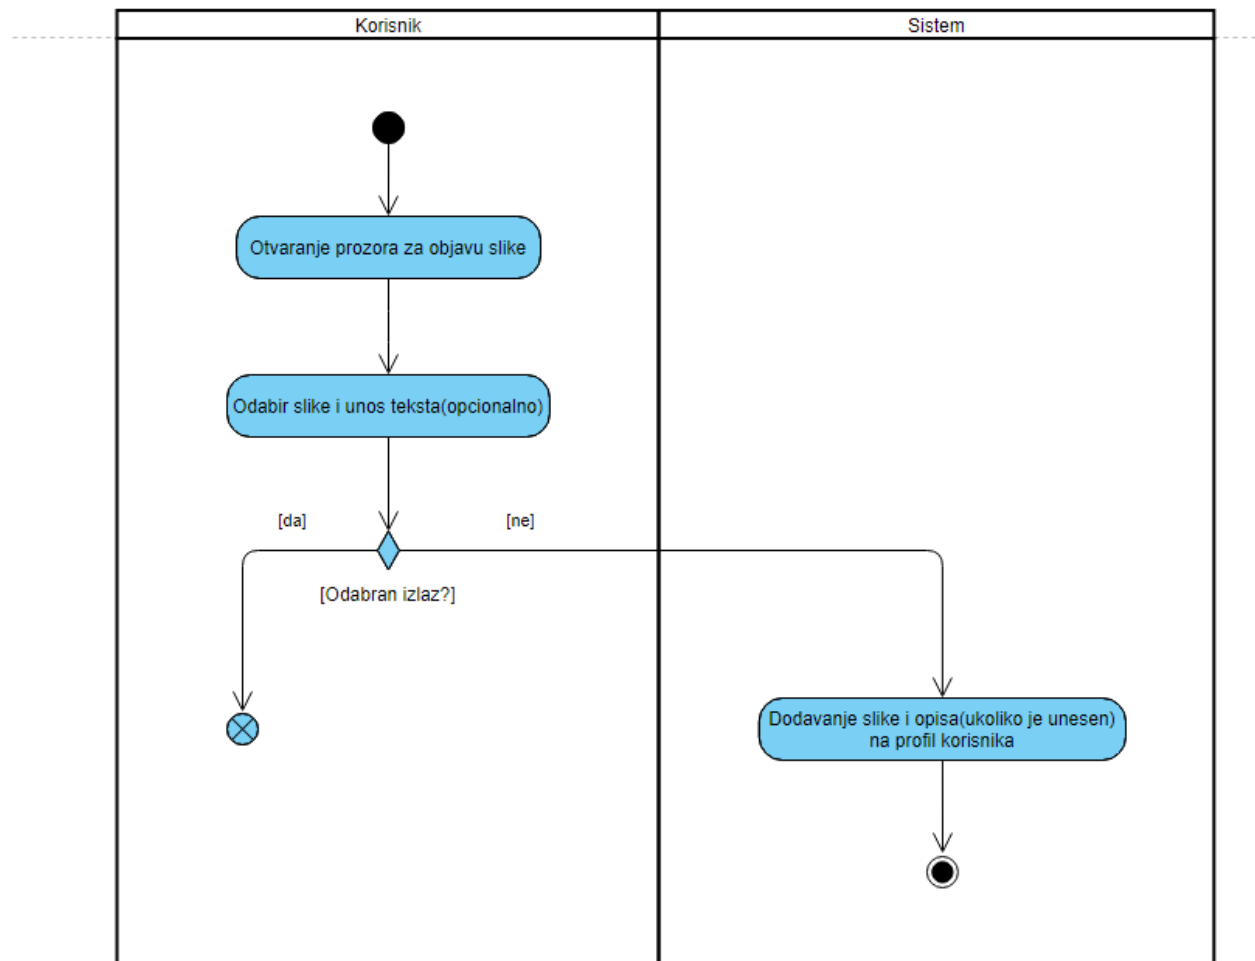 Korisnik
Sistem
Otvaranje prozora za objavu slike
Odabir slike i unos teksta(opcionalno)
[da]
[ne]
[Odabran izlaz?]
Dodavanje slike i opisa(ukoliko je unesen)
na profil korisnika